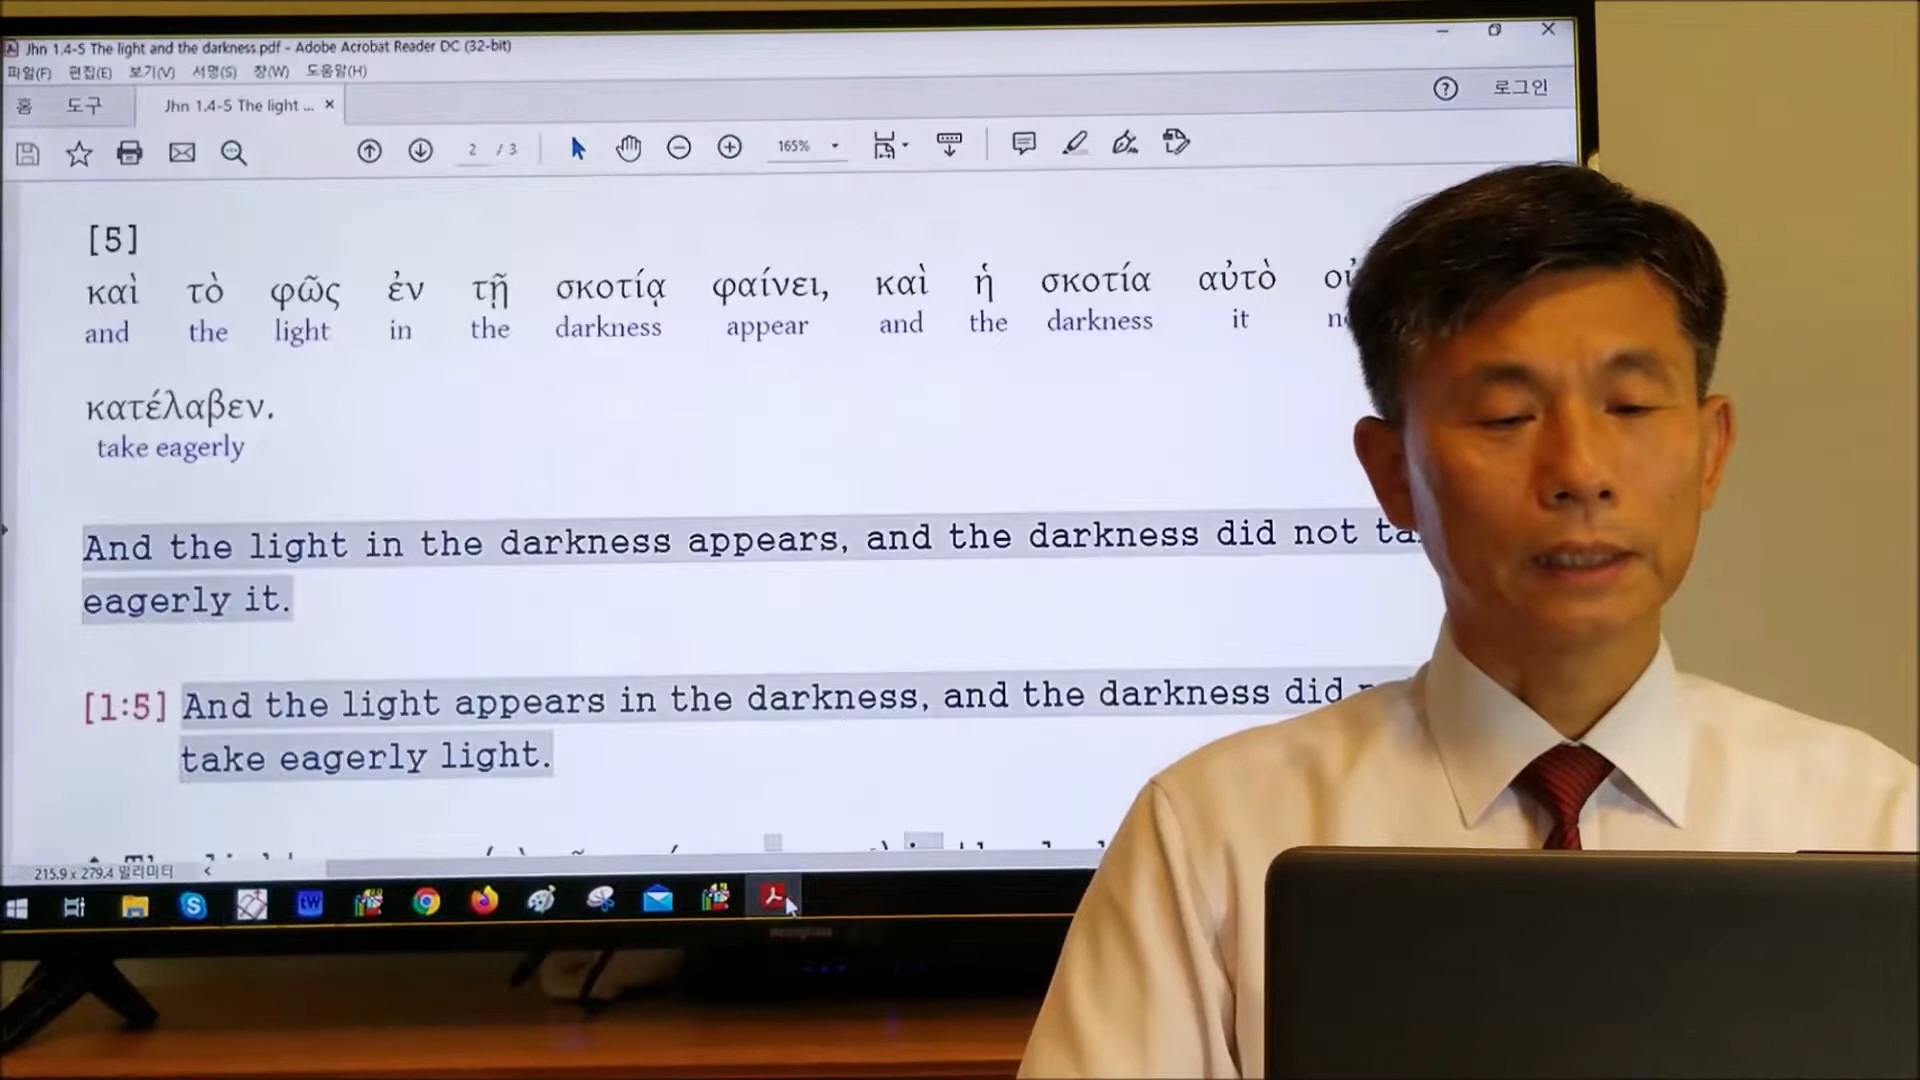 Jhn 1.4-5 The light and the darkness.pdf - Adobe Acrobat Reader DC (32-bit)
파일(F) 편집(E) 보기(V) 서명(S) 창(W) 도움말(H)
홈 도구 Jhn 1.4-5 The light ... × ? 로그인
2 / 3 165%
[5]
καὶ τὸ φῶς ἐν τῇ σκοτίᾳ φαίνει, καὶ ἡ σκοτία αὐτὸ
and the light in the darkness appear and the darkness it
κατέλαβεν.
take eagerly
And the light in the darkness appears, and the darkness did not
eagerly it.
[1:5] And the light appears in the darkness, and the darkness did
take eagerly light.
215.9 x 279.4 밀리미터